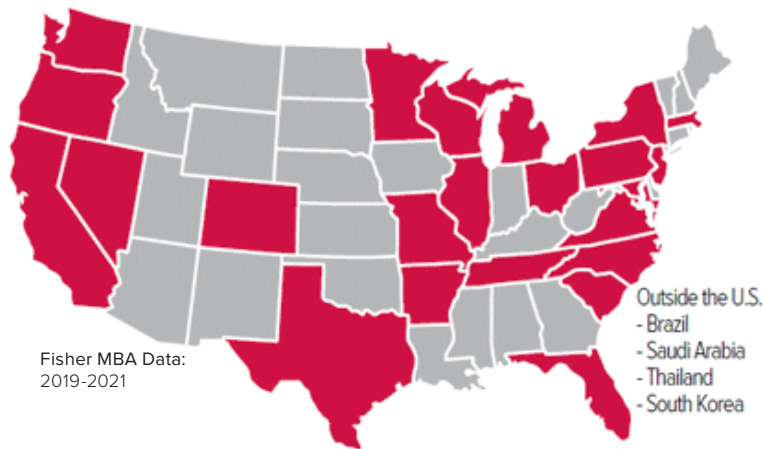 Outside the U.S.
- Brazil
- Saudi Arabia
- Thailand
- South Korea
Fisher MBA Data:
2019-2021